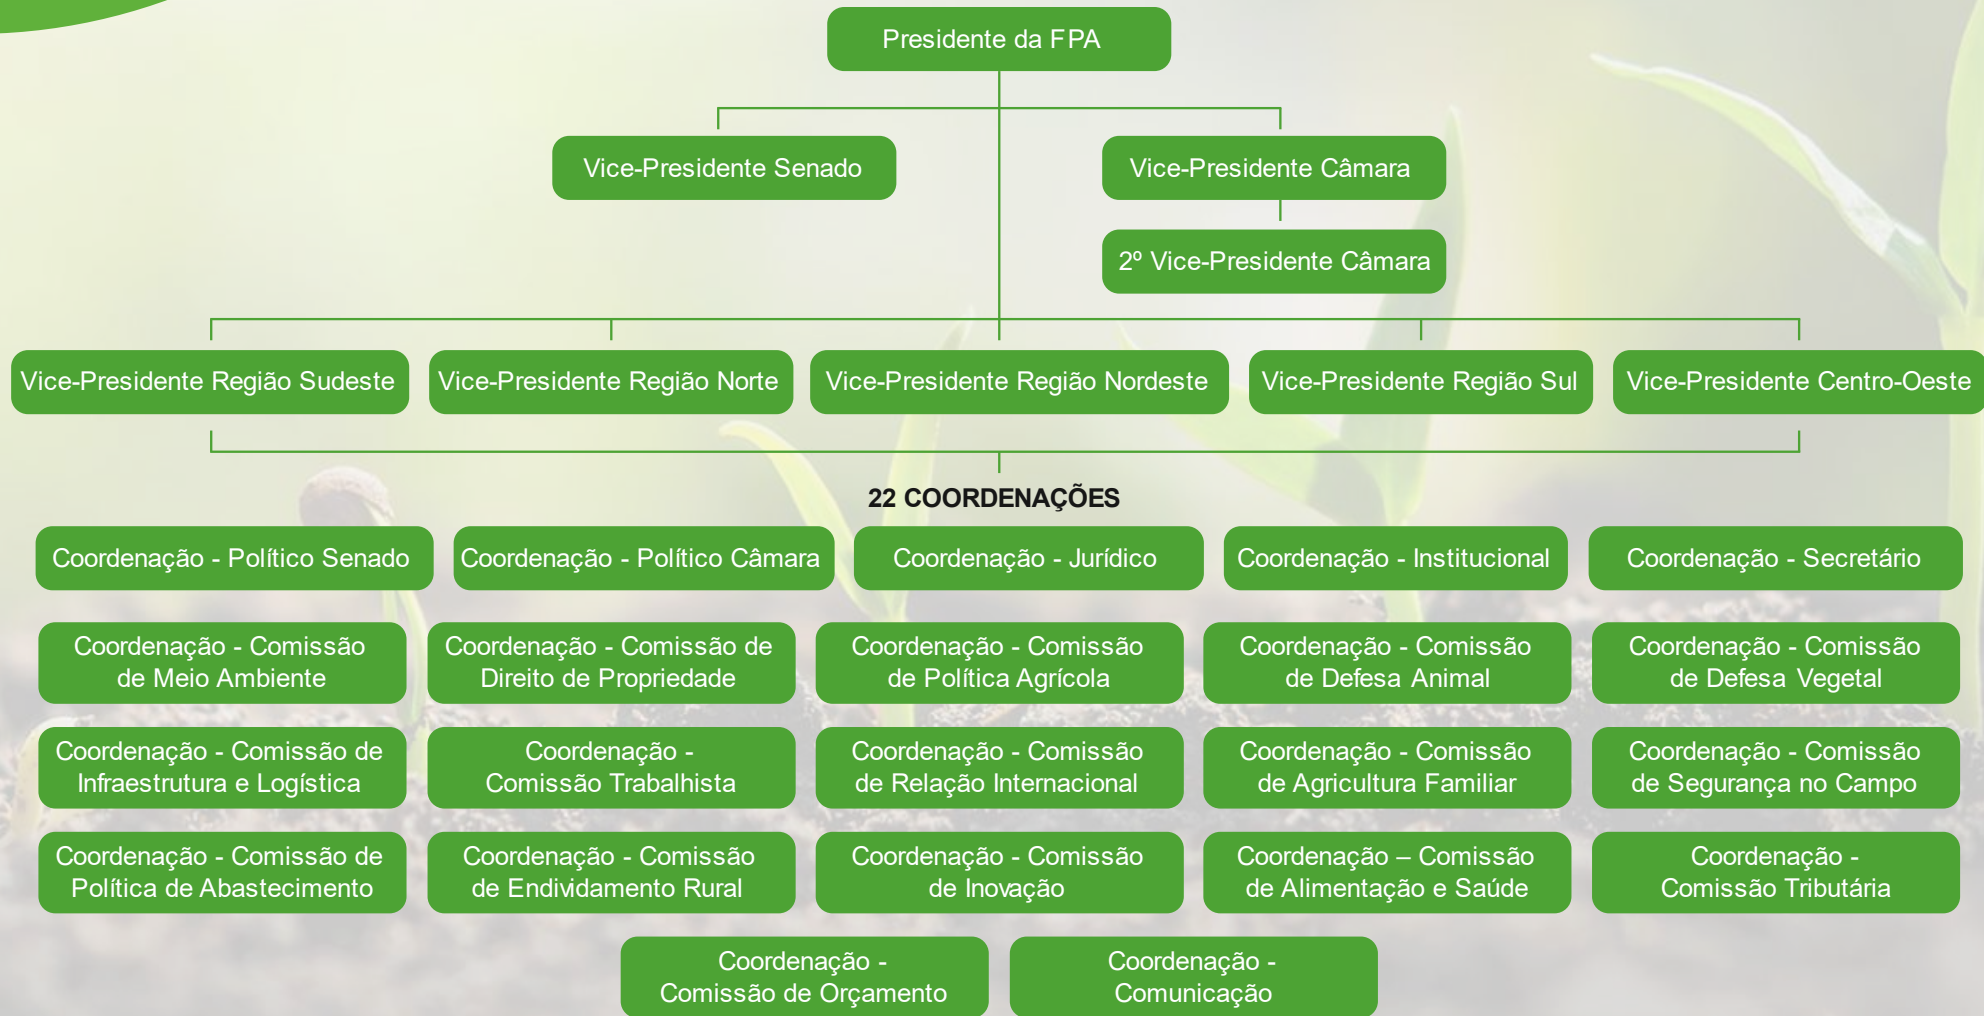 Presidente da FPA
Vice-Presidente Senado
Vice-Presidente Câmara
2º Vice-Presidente Câmara
Vice-Presidente Região Sudeste
Vice-Presidente Região Norte
Vice-Presidente Região Nordeste
Vice-Presidente Região Sul
Vice-Presidente Centro-Oeste
22 COORDENAÇÕES
Coordenação - Político Senado
Coordenação - Político Câmara
Coordenação - Jurídico
Coordenação - Institucional
Coordenação - Secretário
Coordenação - Comissão
de Meio Ambiente
Coordenação - Comissão de
Direito de Propriedade
Coordenação - Comissão
de Política Agrícola
Coordenação - Comissão
de Defesa Animal
Coordenação - Comissão
de Defesa Vegetal
Coordenação - Comissão de
Infraestrutura e Logística
Coordenação -
Comissão Trabalhista
Coordenação - Comissão
de Relação Internacional
Coordenação - Comissão
de Agricultura Familiar
Coordenação - Comissão
de Segurança no Campo
Coordenação - Comissão de
Política de Abastecimento
Coordenação - Comissão
de Endividamento Rural
Coordenação - Comissão
de Inovação
Coordenação – Comissão
de Alimentação e Saúde
Coordenação -
Comissão Tributária
Coordenação -
Comissão de Orçamento
Coordenação -
Comunicação